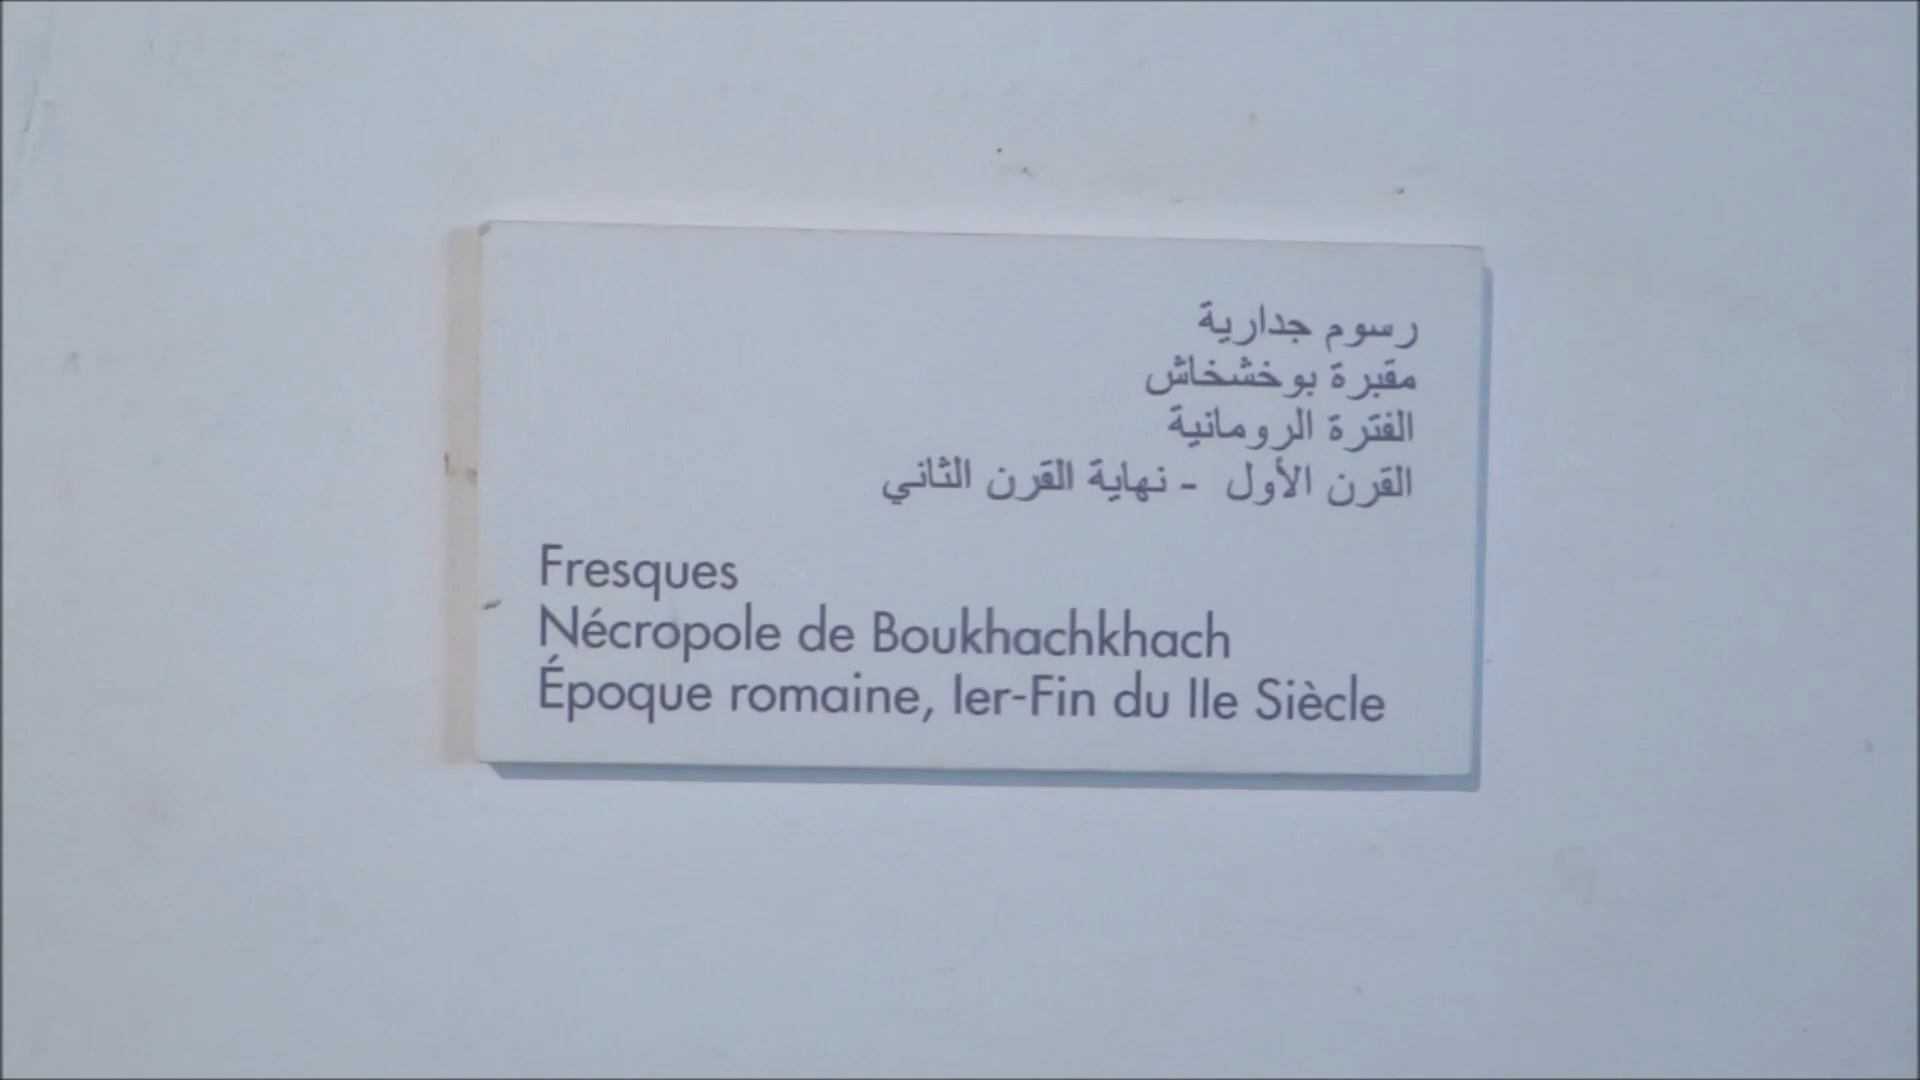 رسوم جدارية
مقبرة بوخشخاش
الفترة الرومانية
القرن الأول - نهاية القرن الثاني
Fresques
Nécropole de Boukhachkhach
Époque romaine, Ier-Fin du IIe Siècle